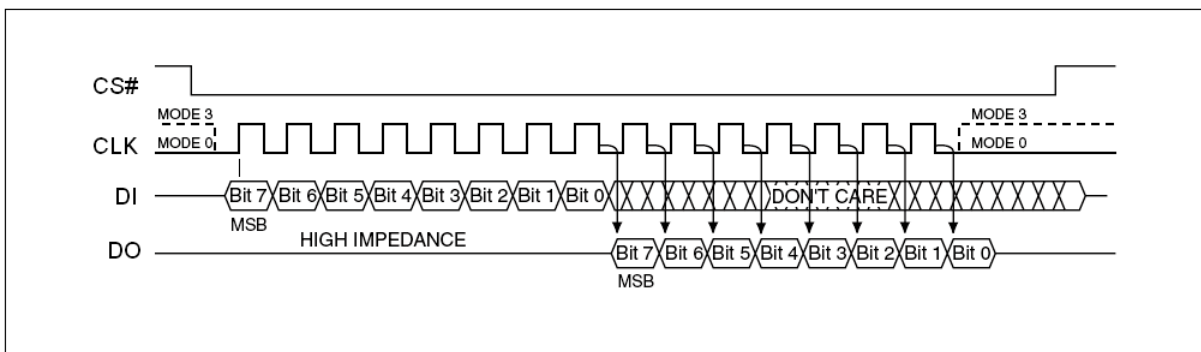 CS#
MODE 3 MODE 3
CLK MODE 0 MODE 0
DI Bit 7 Bit 6 Bit 5 Bit 4 Bit 3 Bit 2 Bit 1 Bit 0 DON'T CARE
MSB
HIGH IMPEDANCE
DO Bit 7 Bit 6 Bit 5 Bit 4 Bit 3 Bit 2 Bit 1 Bit 0
MSB